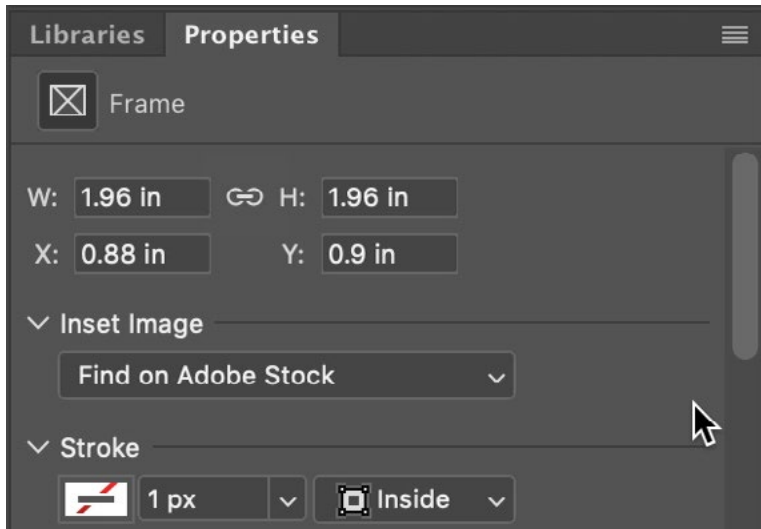 Libraries Properties
Frame
W: 1.96 in H: 1.96 in
X: 0.88 in Y: 0.9 in
Inset Image
Find on Adobe Stock
Stroke
1 px Inside